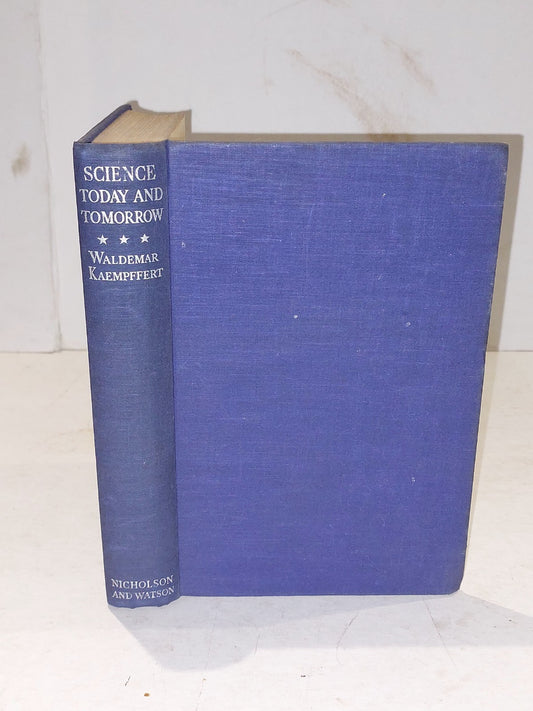 SCIENCE
TODAY AND
TOMORROW
★ ★ ★
WALDEMAR
KAEMPFFERT
NICHOLSON
AND WATSON